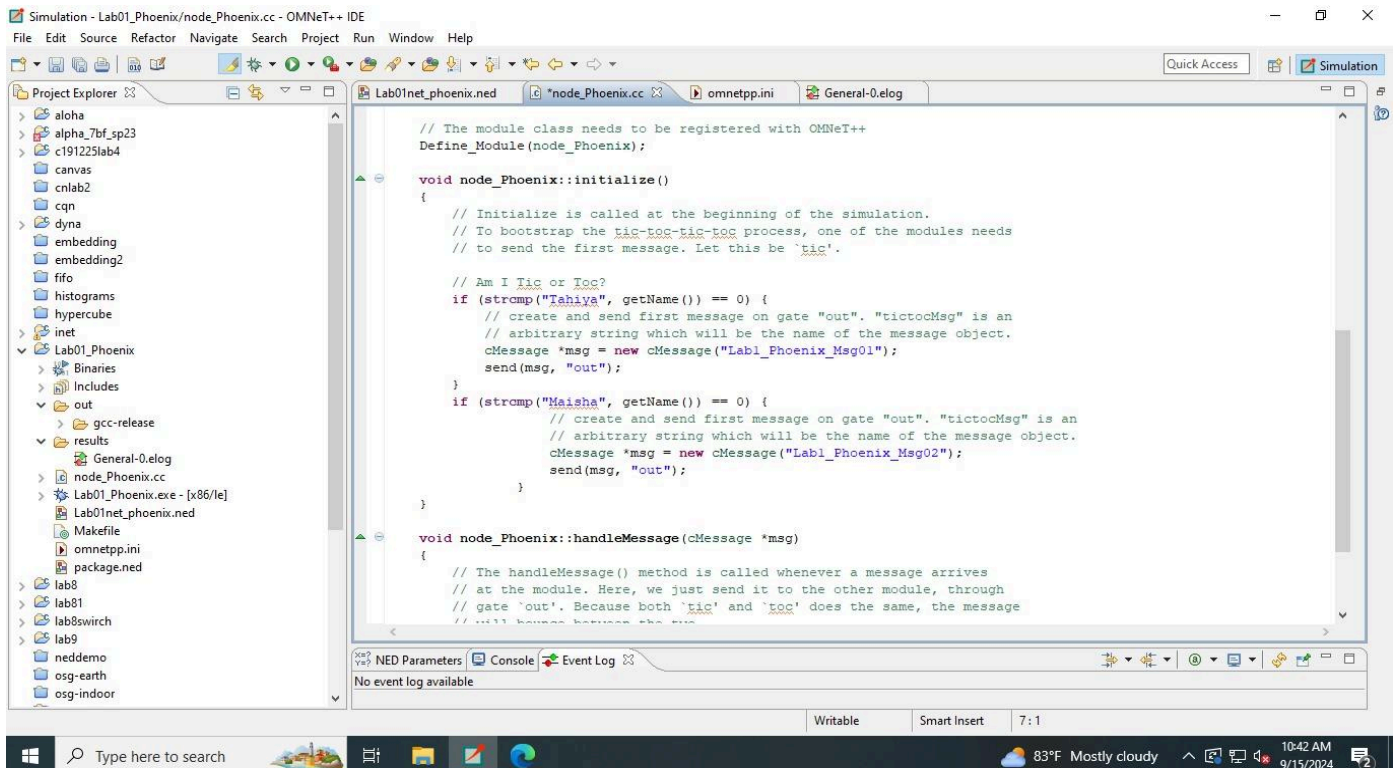 Simulation - Lab01_Phoenix/node_Phoenix.cc - OMNeT++ IDE
File Edit Source Refactor Navigate Search Project Run Window Help
Quick Access
Simulation
Project Explorer
aloha
alpha_7bf_sp23
c191225lab4
canvas
cnlab2
cqn
dyna
embedding
embedding2
fifo
histograms
hypercube
inet
Lab01_Phoenix
Binaries
Includes
out
gcc-release
results
General-0.elog
node_Phoenix.cc
Lab01_Phoenix.exe - [x86/le]
Lab01net_phoenix.ned
Makefile
omnetpp.ini
package.ned
lab8
lab81
lab8swirch
lab9
neddemo
osg-earth
osg-indoor
Lab01net_phoenix.ned *node_Phoenix.cc omnetpp.ini General-0.elog
// The module class needs to be registered with OMNeT++
Define_Module(node_Phoenix);
void node_Phoenix::initialize()
{
// Initialize is called at the beginning of the simulation.
// To bootstrap the tic-toc-tic-toc process, one of the modules needs
// to send the first message. Let this be `tic'.
// Am I Tic or Toc?
if (strcmp("Tahiya", getName()) == 0) {
// create and send first message on gate "out". "tictocMsg" is an
// arbitrary string which will be the name of the message object.
cMessage *msg = new cMessage("Lab1_Phoenix_Msg01");
send(msg, "out");
}
if (strcmp("Maisha", getName()) == 0) {
// create and send first message on gate "out". "tictocMsg" is an
// arbitrary string which will be the name of the message object.
cMessage *msg = new cMessage("Lab1_Phoenix_Msg02");
send(msg, "out");
}
}
void node_Phoenix::handleMessage(cMessage *msg)
{
// The handleMessage() method is called whenever a message arrives
// at the module. Here, we just send it to the other module, through
// gate `out'. Because both `tic' and `toc' does the same, the message
// will bounce between the two.
NED Parameters Console Event Log
No event log available
Writable Smart Insert 7:1
Type here to search
83°F Mostly cloudy
10:42 AM
9/15/2024
2